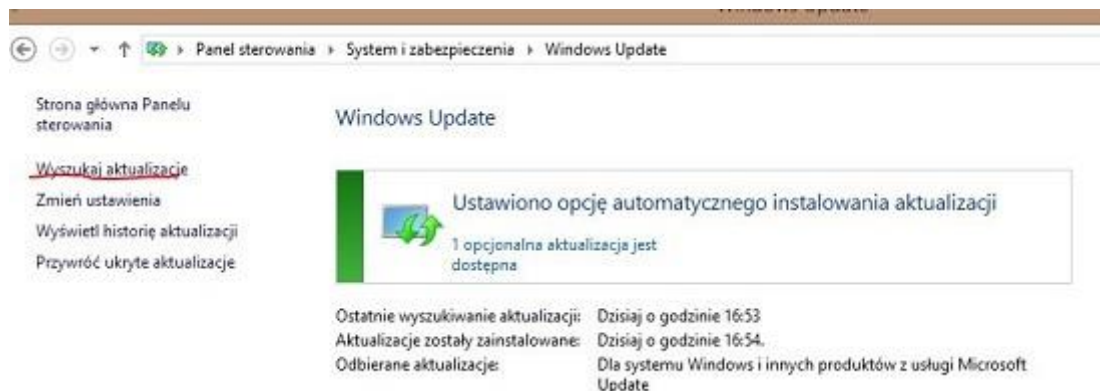 Windows Update
Panel sterowania System i zabezpieczenia Windows Update
Strona główna Panelu
sterowania
Wyszukaj aktualizacje
Zmień ustawienia
Wyświetl historię aktualizacji
Przywróć ukryte aktualizacje
Windows Update
Ustawiono opcję automatycznego instalowania aktualizacji
1 opcjonalna aktualizacja jest
dostępna
Ostatnie wyszukiwanie aktualizacji: Dzisiaj o godzinie 16:53
Aktualizacje zostały zainstalowane: Dzisiaj o godzinie 16:54.
Odbierane aktualizacje: Dla systemu Windows i innych produktów z usługi Microsoft
Update